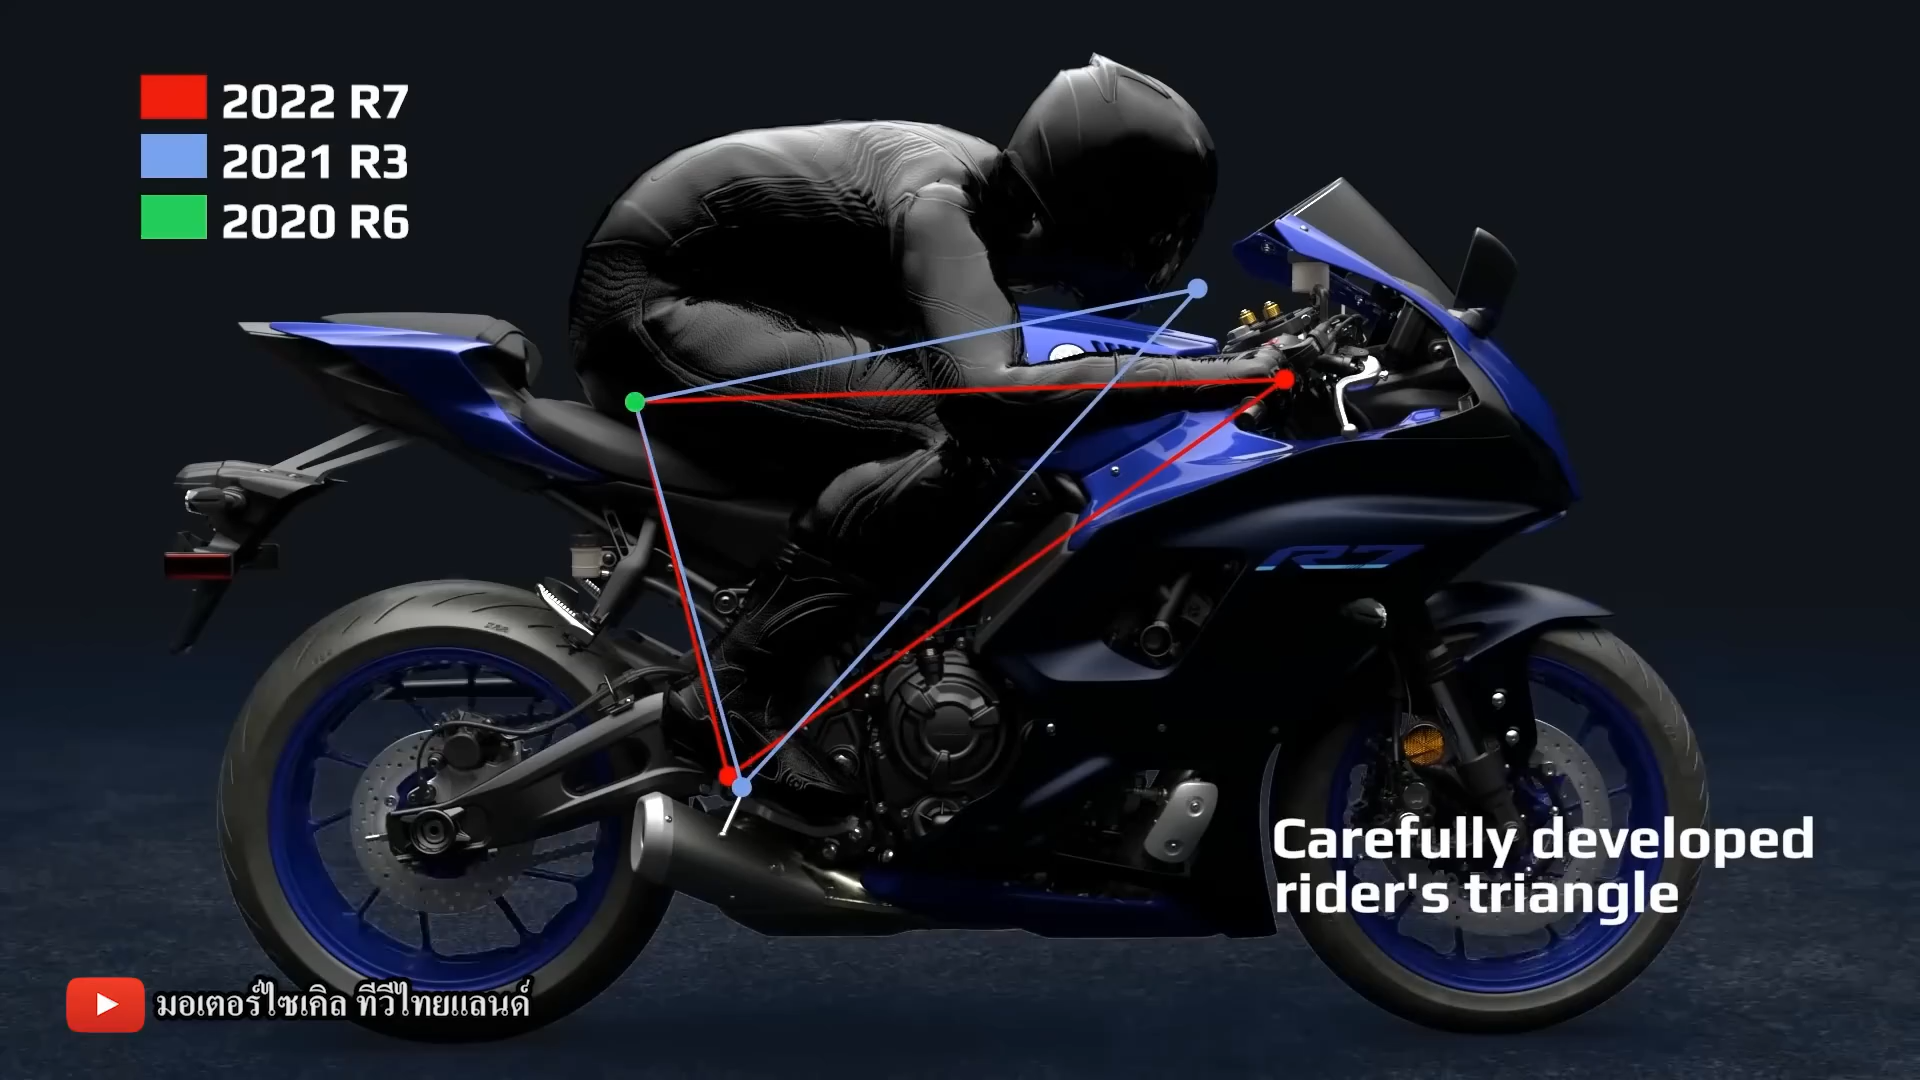 2022 R7
2021 R3
2020 R6
R7
Carefully developed
rider's triangle
มอเตอร์ไซเคิล ทีวีไทยแลนด์